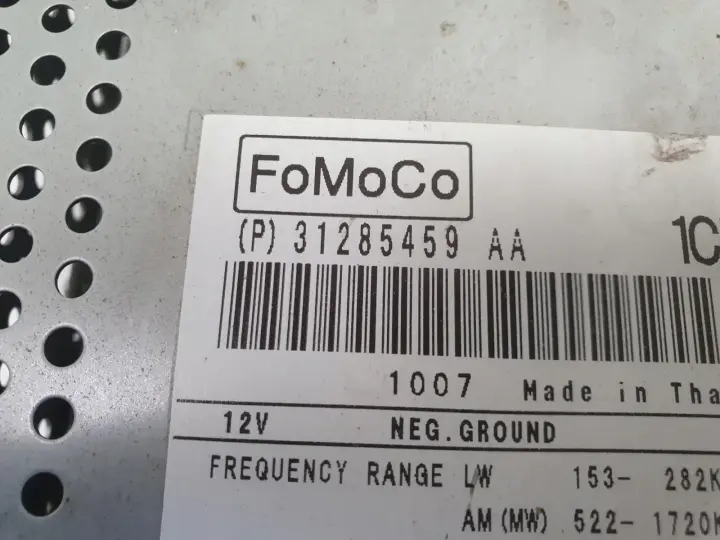 FoMoCo
(P) 31285459 AA 1C
1007 Made in Tha
12V NEG.GROUND
FREQUENCY RANGE LW 153- 282K
AM(MW) 522- 1720K